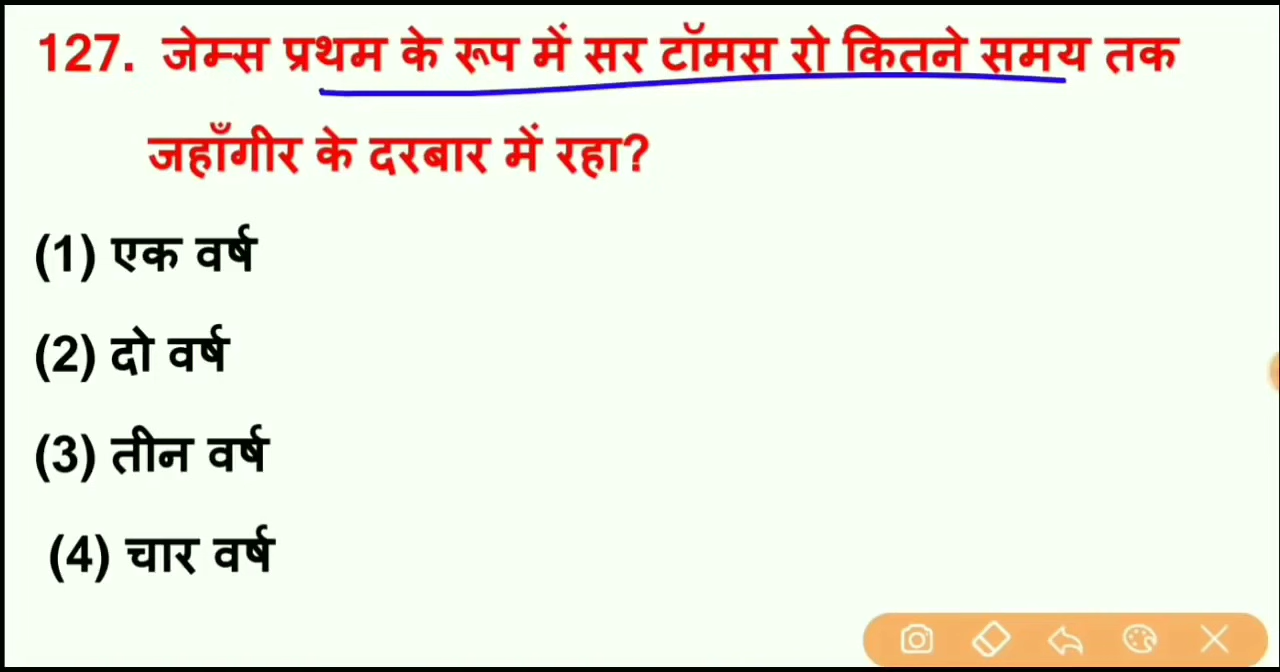 127. जेम्स प्रथम के रूप में सर टॉमस रो कितने समय तक
जहाँगीर के दरबार में रहा?
(1) एक वर्ष
(2) दो वर्ष
(3) तीन वर्ष
(4) चार वर्ष